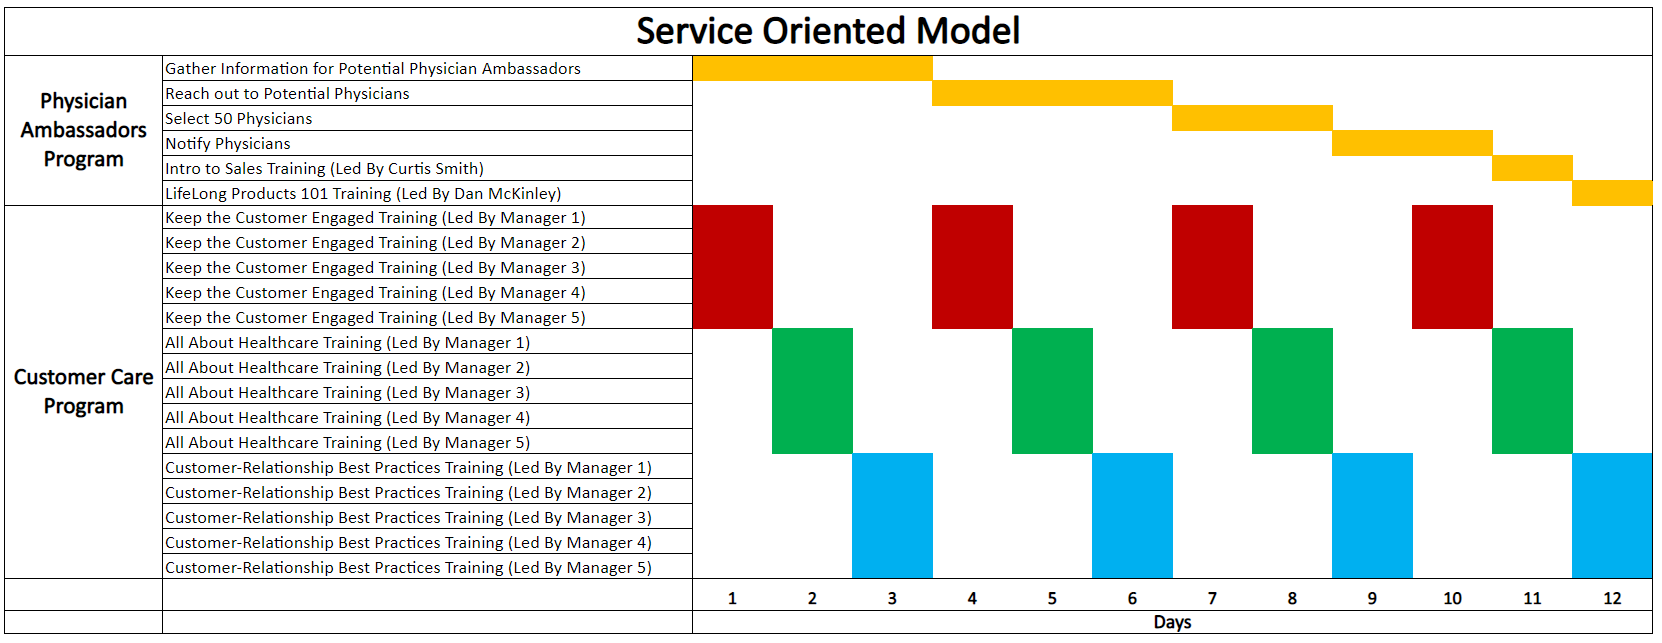 Service Oriented Model
Physician
Ambassadors
Program
Gather Information for Potential Physician Ambassadors
Reach out to Potential Physicians
Select 50 Physicians
Notify Physicians
Intro to Sales Training (Led By Curtis Smith)
LifeLong Products 101 Training (Led By Dan McKinley)
Customer Care
Program
Keep the Customer Engaged Training (Led By Manager 1)
Keep the Customer Engaged Training (Led By Manager 2)
Keep the Customer Engaged Training (Led By Manager 3)
Keep the Customer Engaged Training (Led By Manager 4)
Keep the Customer Engaged Training (Led By Manager 5)
All About Healthcare Training (Led By Manager 1)
All About Healthcare Training (Led By Manager 2)
All About Healthcare Training (Led By Manager 3)
All About Healthcare Training (Led By Manager 4)
All About Healthcare Training (Led By Manager 5)
Customer-Relationship Best Practices Training (Led By Manager 1)
Customer-Relationship Best Practices Training (Led By Manager 2)
Customer-Relationship Best Practices Training (Led By Manager 3)
Customer-Relationship Best Practices Training (Led By Manager 4)
Customer-Relationship Best Practices Training (Led By Manager 5)
1 2 3 4 5 6 7 8 9 10 11 12
Days